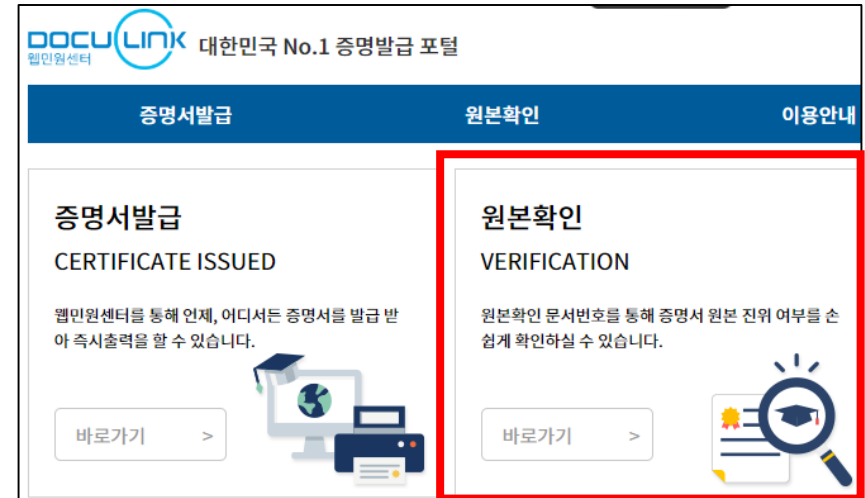 DOCULINK
웹민원센터
대한민국 No.1 증명발급 포털
증명서발급 원본확인 이용안내
증명서발급
CERTIFICATE ISSUED
웹민원센터를 통해 언제, 어디서든 증명서를 발급 받
아 즉시출력을 할 수 있습니다.
바로가기 >
원본확인
VERIFICATION
원본확인 문서번호를 통해 증명서 원본 진위 여부를 손
쉽게 확인하실 수 있습니다.
바로가기 >